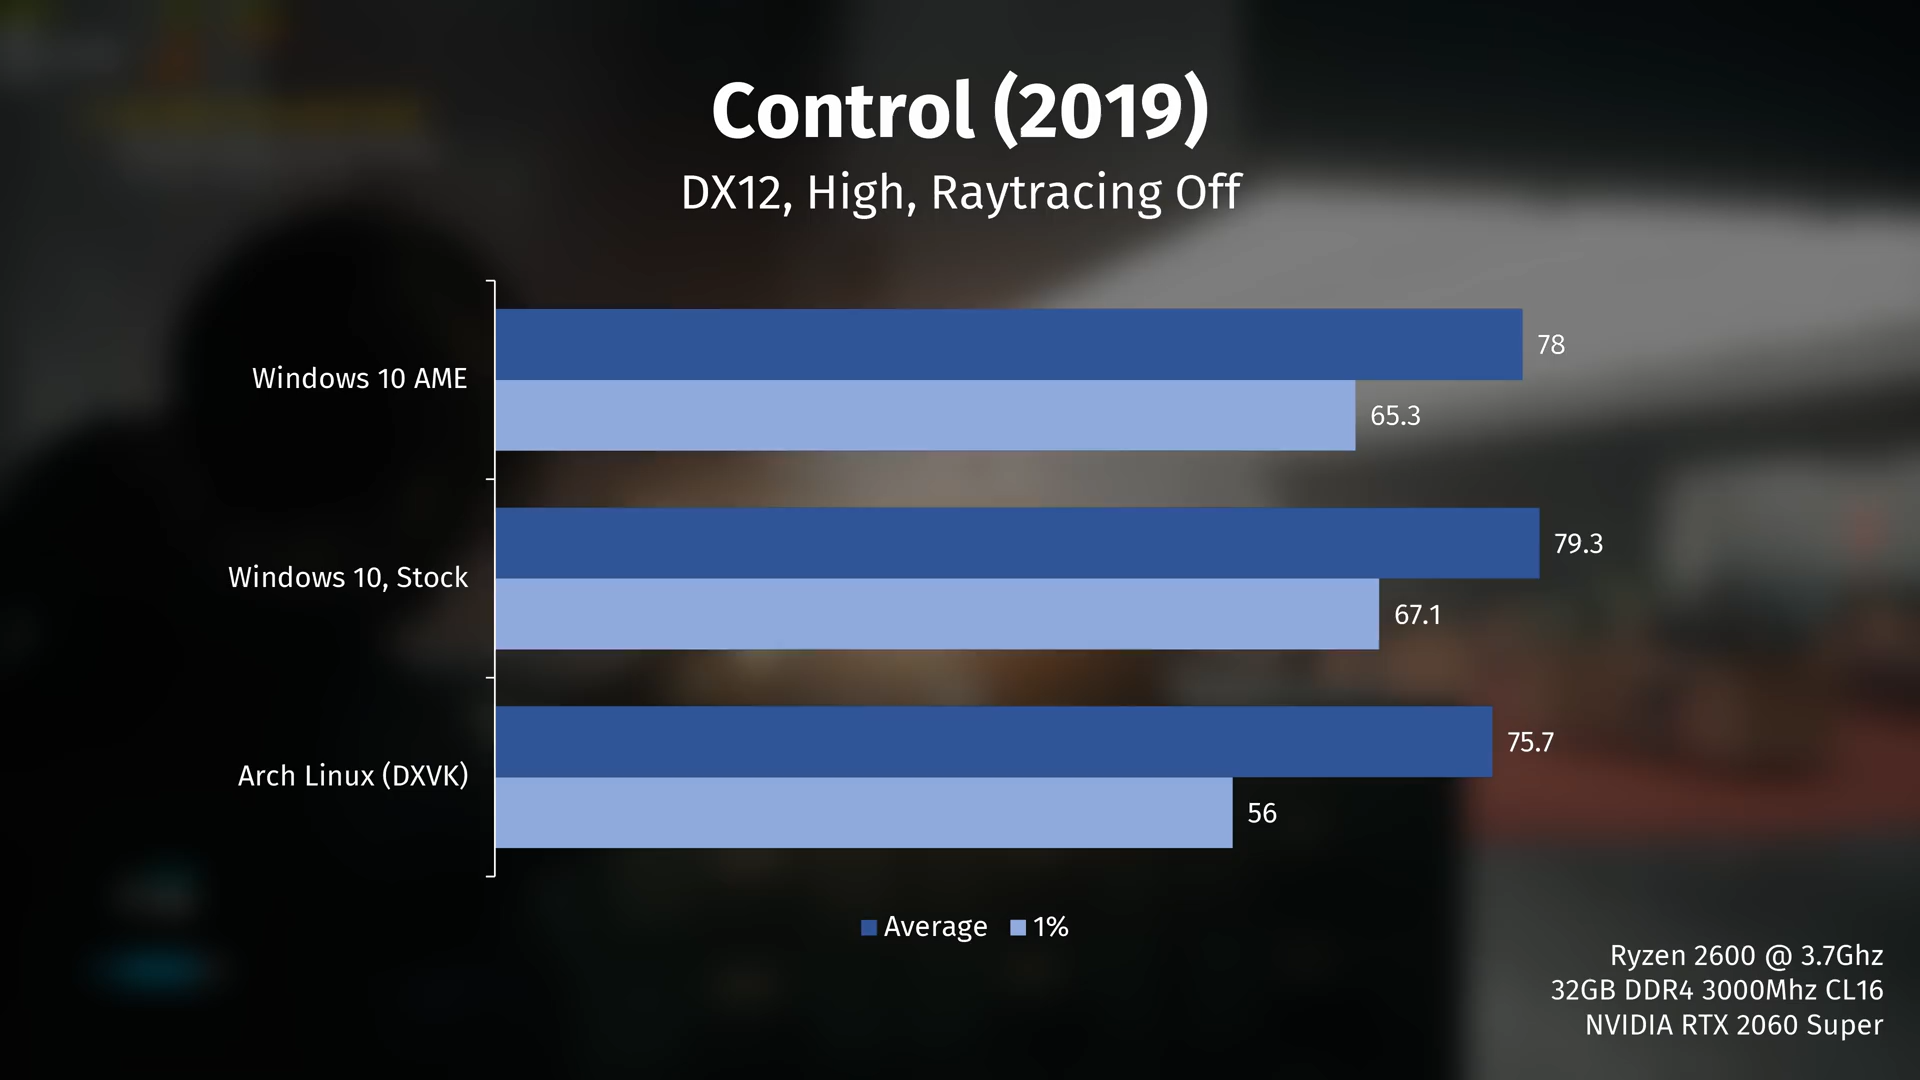 Control (2019)
DX12, High, Raytracing Off
Windows 10 AME
78
65.3
Windows 10, Stock
79.3
67.1
Arch Linux (DXVK)
75.7
56
Average
1%
Ryzen 2600 @ 3.7Ghz
32GB DDR4 3000Mhz CL16
NVIDIA RTX 2060 Super